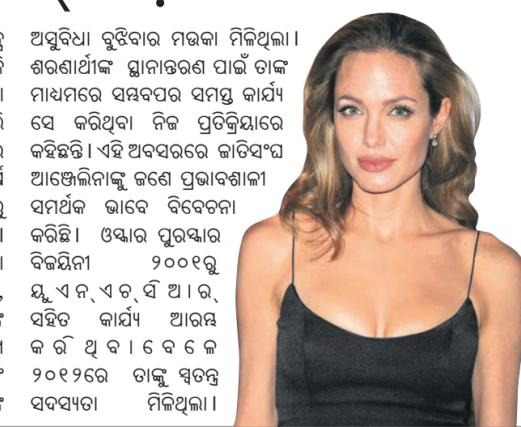 ଅସୁବିଧା ବୁଝିବାର ମଉକା ମିଳିଥିଲା।
ଶରଣାର୍ଥୀଙ୍କ ସ୍ଥାନାନ୍ତରଣ ପାଇଁ ତାଙ୍କ
ମାଧ୍ୟମରେ ସମ୍ଭବପର ସମସ୍ତ କାର୍ଯ୍ୟ
ସେ କରିଥିବା ନିଜ ପ୍ରତିକ୍ରିୟାରେ
କହିଛନ୍ତି। ଏହି ଅବସରରେ ଜାତିସଂଘ
ଆଞ୍ଜେଲିନାଙ୍କୁ ଜଣେ ପ୍ରଭାବଶାଳୀ
ସମର୍ଥକ ଭାବେ ବିବେଚନା
କରିଛି। ଓସ୍କାର ପୁରସ୍କାର
ବିଜୟିନୀ ୨୦୦୧ରୁ
ୟୁଏନ୍ଏଚ୍ସିଆର୍
ସହିତ କାର୍ଯ୍ୟ ଆରମ୍ଭ
କରିଥିବାବେଳେ
୨୦୧୨ରେ ତାଙ୍କୁ ସ୍ୱତନ୍ତ୍ର
ସଦସ୍ୟତା ମିଳିଥିଲା।